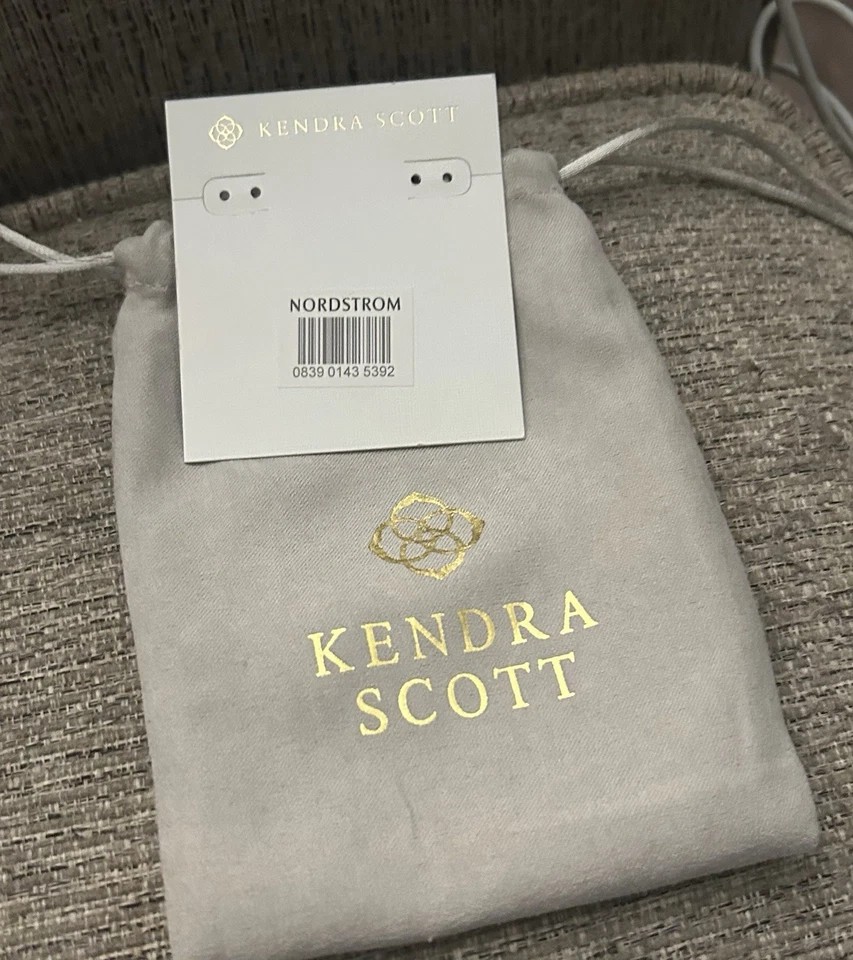 KENDRA SCOTT
NORDSTROM
0839 0143 5392
KENDRA
SCOTT